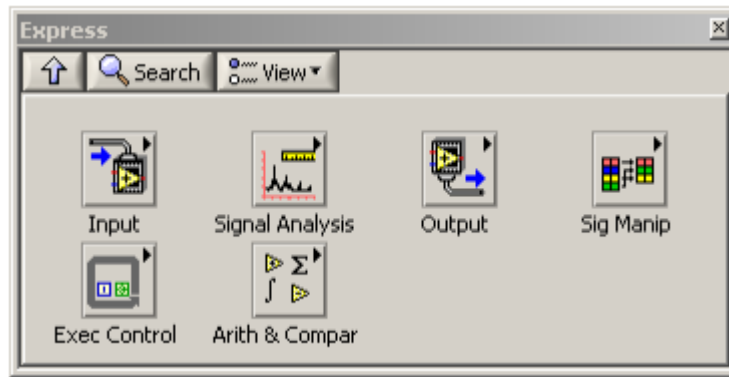 Express
Search View
Input Signal Analysis Output Sig Manip
Exec Control Arith & Compar